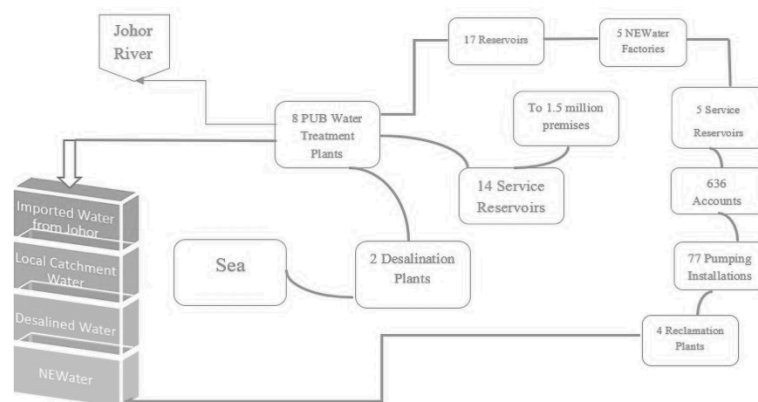 Johor
River
17 Reservoirs
5 NEWater
Factories
8 PUB Water
Treatment
Plants
To 1.5 million
premises
5 Service
Reservoirs
14 Service
Reservoirs
636
Accounts
Imported Water
from Johor
Local Catchment
Water
Desalined Water
NEWater
Sea
2 Desalination
Plants
77 Pumping
Installations
4 Reclamation
Plants